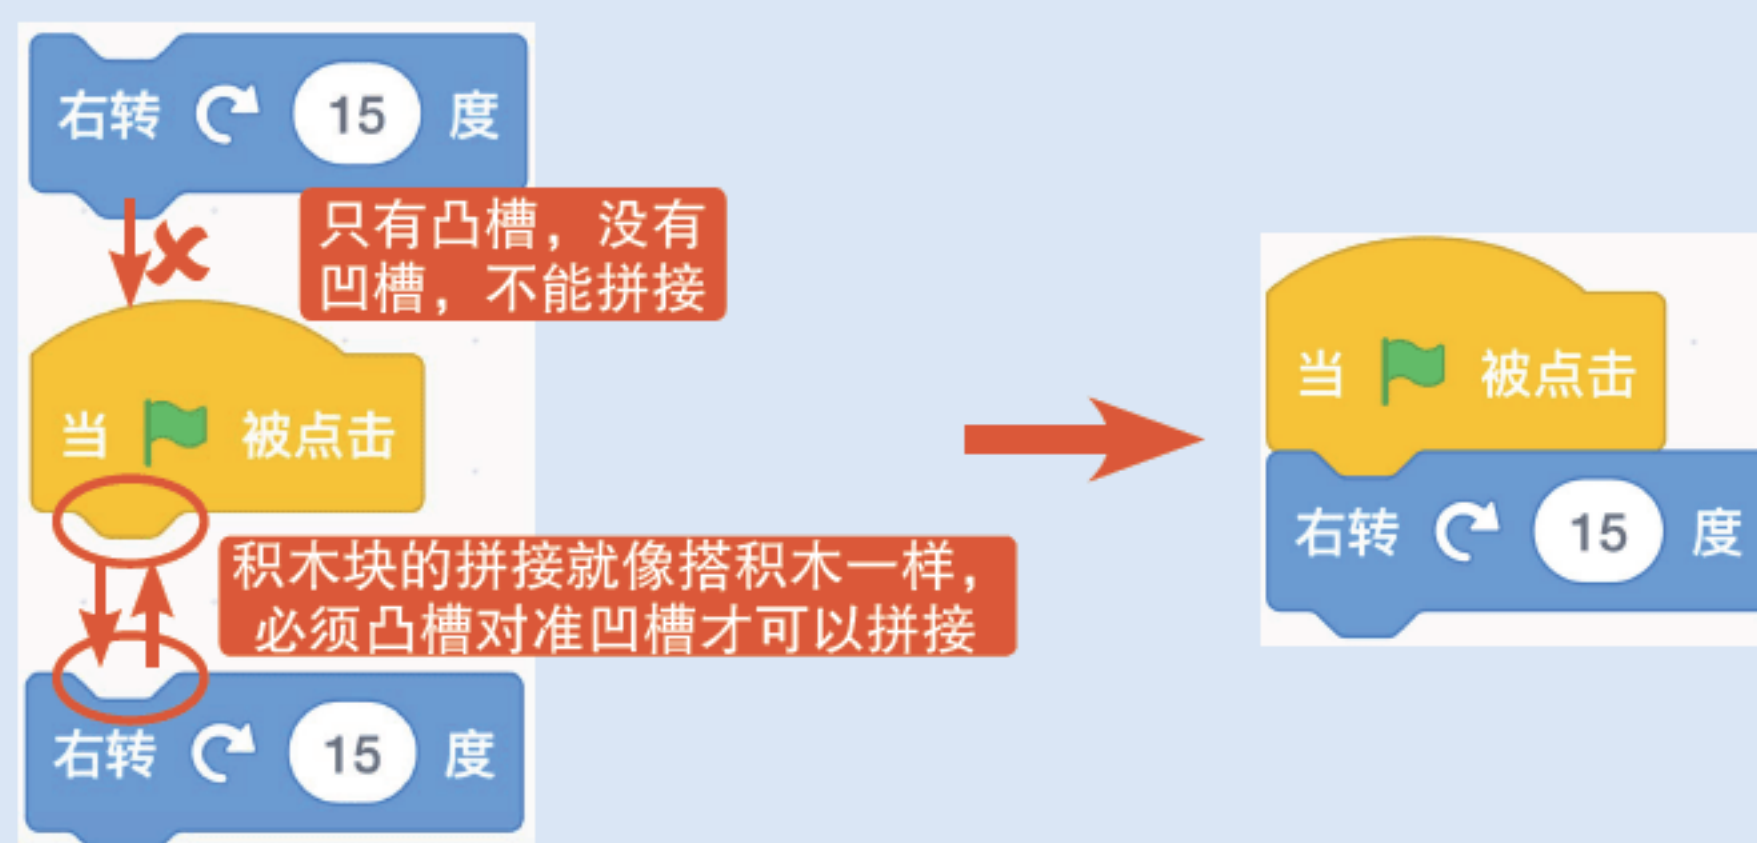 右转 15 度
只有凸槽，没有
凹槽，不能拼接
当 被点击
积木块的拼接就像搭积木一样，
必须凸槽对准凹槽才可以拼接
右转 15 度
当 被点击
右转 15 度